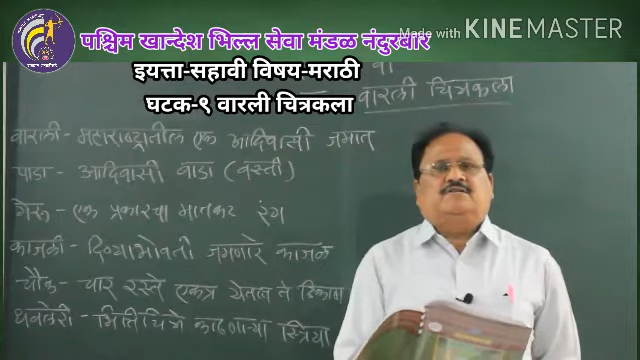 Made with KINEMASTER
पश्चिम खान्देश भिल्ल सेवा मंडळ नंदुरबार
इयत्ता-सहावी विषय-मराठी
घटक-९ वारली चित्रकला
वारली चित्रकला
वारली - महाराष्ट्रातील एक आदिवासी जमात
पाडा - आदिवासी वाडा (वस्ती)
गेरू - एक प्रकारचा मातकट रंग
काजळी - दिव्याभोवती जमणारे काजळ
चौक - चार रस्ते एकत्र येतात ते ठिकाण
धवलेरी - भित्तिचित्रे काढणाऱ्या स्त्रिया